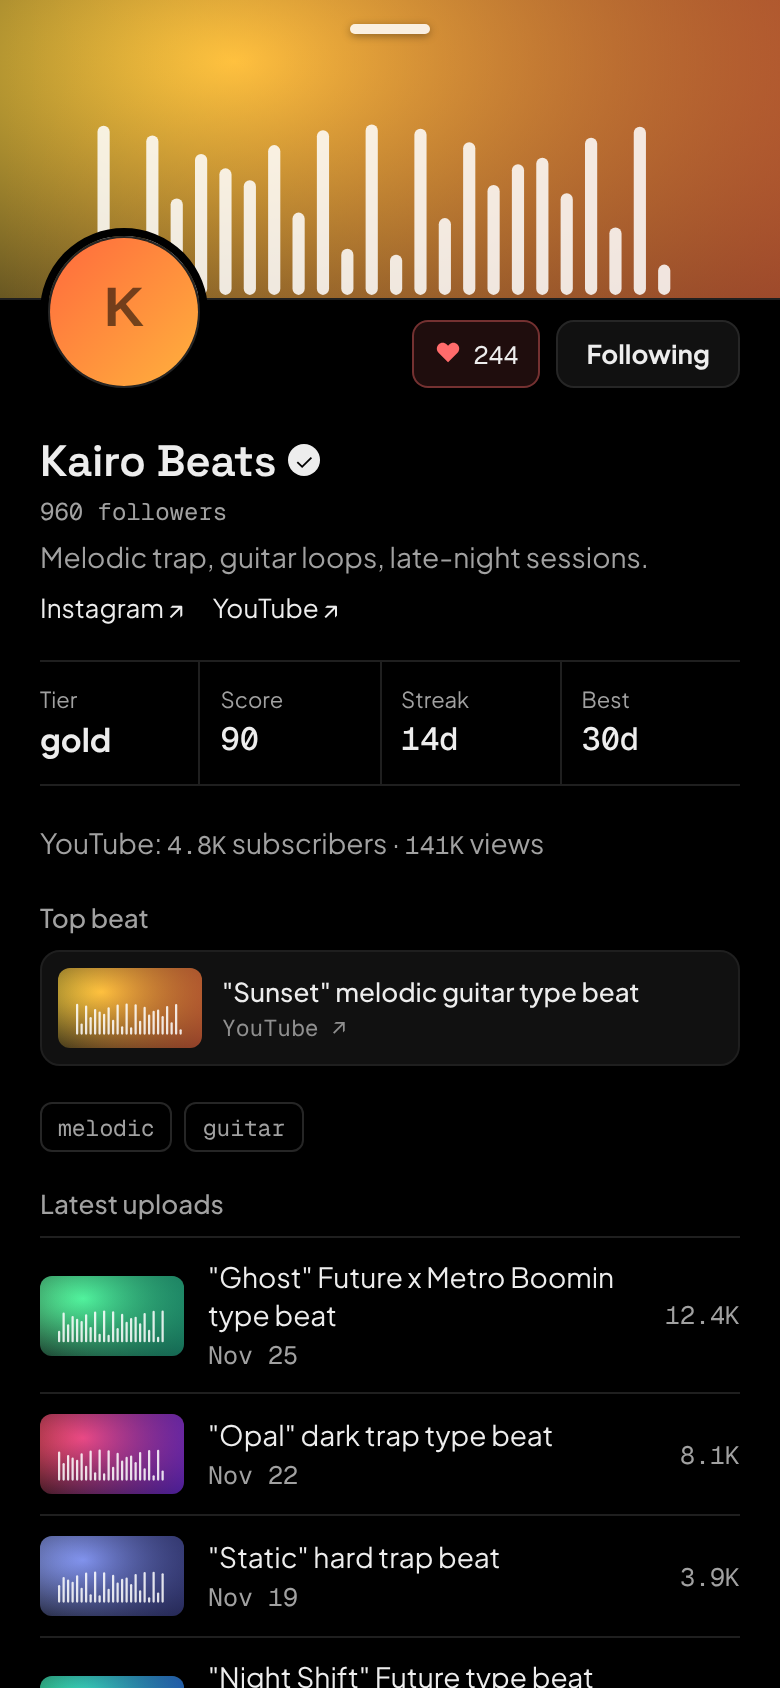 K
244
Following
Kairo Beats
960 followers
Melodic trap, guitar loops, late-night sessions.
Instagram ↗ YouTube ↗
Tier Score Streak Best
gold 90 14d 30d
YouTube: 4.8K subscribers · 141K views
Top beat
"Sunset" melodic guitar type beat
YouTube ↗
melodic guitar
Latest uploads
"Ghost" Future x Metro Boomin
type beat
12.4K
Nov 25
"Opal" dark trap type beat
8.1K
Nov 22
"Static" hard trap beat
3.9K
Nov 19
"Night Shift" Future type beat